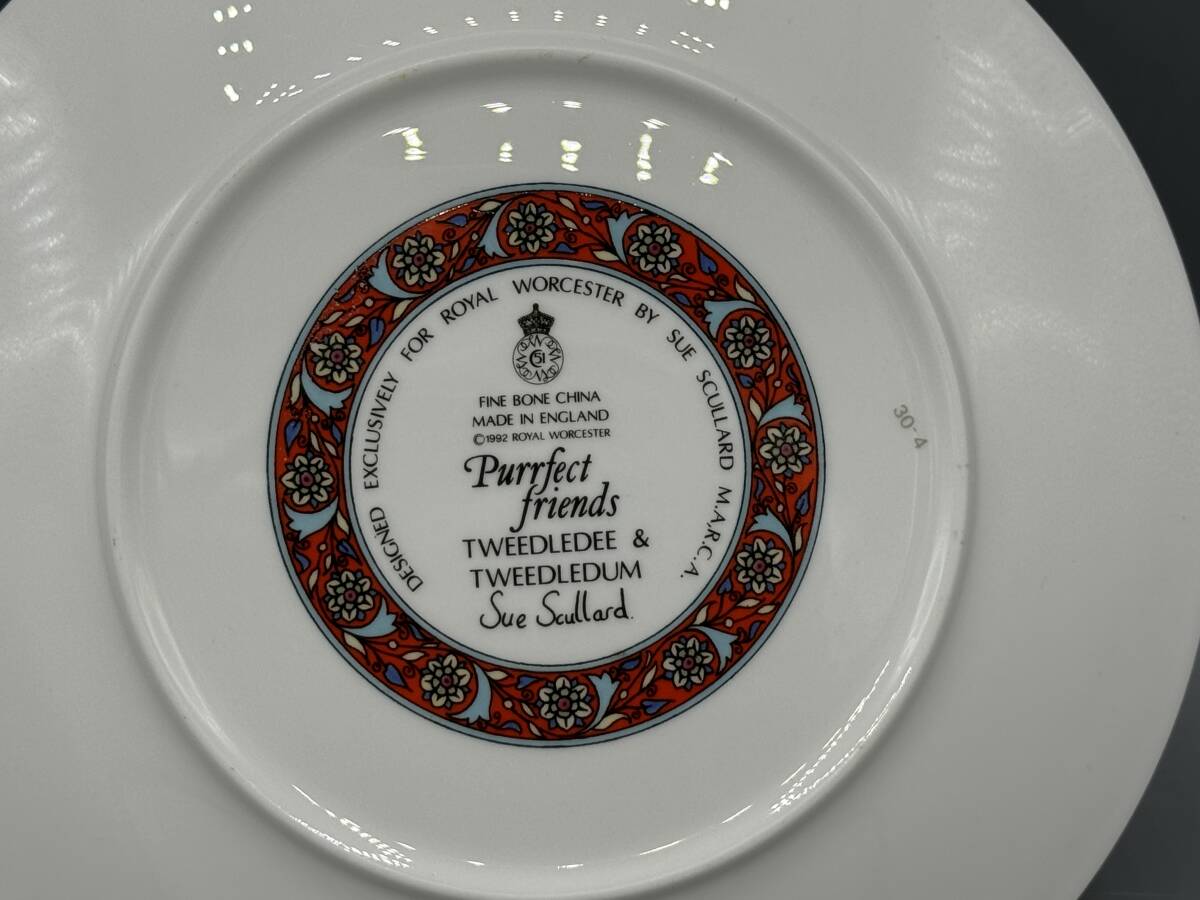 DESIGNED EXCLUSIVELY FOR ROYAL WORCESTER BY SUE SCULLARD M.A.R.C.A.
51
FINE BONE CHINA
MADE IN ENGLAND
©1992 ROYAL WORCESTER
Purrfect
friends
TWEEDLEDEE &
TWEEDLEDUM
Sue Scullard.
30-4